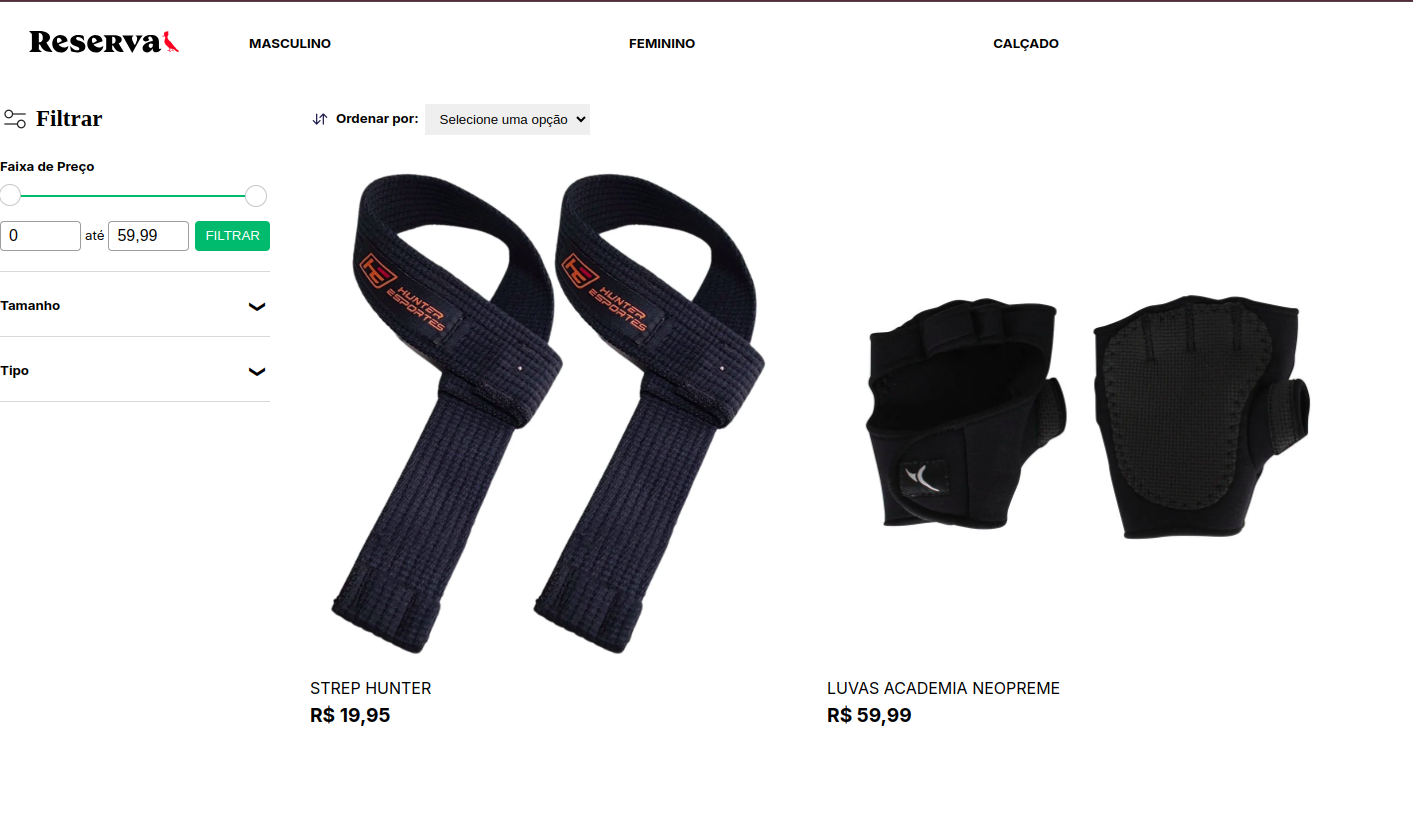 Reserva
MASCULINO
FEMININO
CALÇADO
Filtrar
Ordenar por:
Selecione uma opção
Faixa de Preço
0
até
59,99
FILTRAR
Tamanho
Tipo
HUNTER
ESPORTES
HUNTER
ESPORTES
STREP HUNTER
R$ 19,95
LUVAS ACADEMIA NEOPREME
R$ 59,99